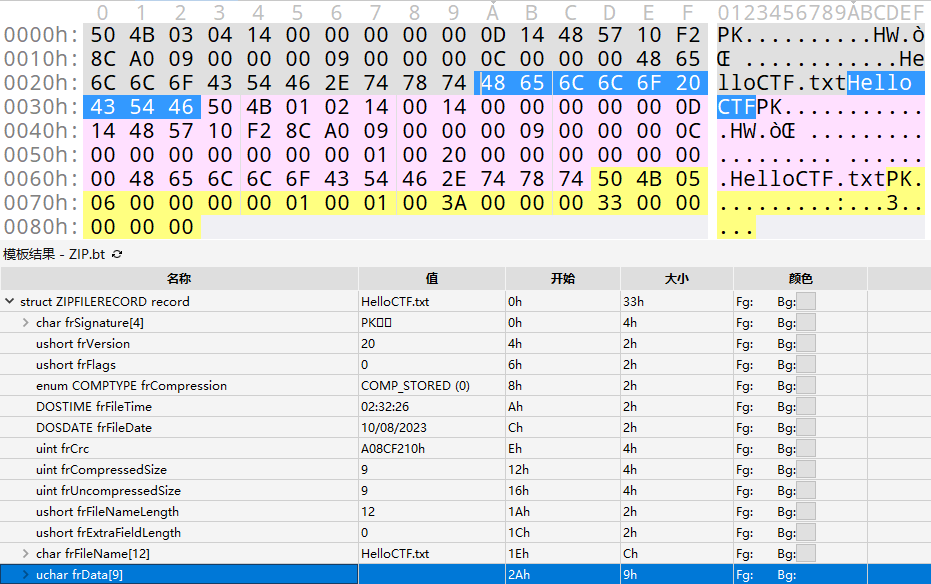 0 1 2 3 4 5 6 7 8 9 A B C D E F 0123456789ABCDEF
0000h: 50 4B 03 04 14 00 00 00 00 00 0D 14 48 57 10 F2 PK..........HW.ò
0010h: 8C A0 09 00 00 00 09 00 00 00 0C 00 00 00 48 65 Œ ............He
0020h: 6C 6C 6F 43 54 46 2E 74 78 74 48 65 6C 6C 6F 20 lloCTF.txtHello
0030h: 43 54 46 50 4B 01 02 14 00 14 00 00 00 00 00 0D CTFPK...........
0040h: 14 48 57 10 F2 8C A0 09 00 00 00 09 00 00 00 0C .HW.òŒ .........
0050h: 00 00 00 00 00 00 00 01 00 20 00 00 00 00 00 00 ......... ......
0060h: 00 48 65 6C 6C 6F 43 54 46 2E 74 78 74 50 4B 05 .HelloCTF.txtPK.
0070h: 06 00 00 00 00 01 00 01 00 3A 00 00 00 33 00 00 .........:...3..
0080h: 00 00 00 ...
模板结果 - ZIP.bt
名称 值 开始 大小 颜色
struct ZIPFILERECORD record HelloCTF.txt 0h 33h Fg: Bg:
char frSignature[4] PK 0h 4h Fg: Bg:
ushort frVersion 20 4h 2h Fg: Bg:
ushort frFlags 0 6h 2h Fg: Bg:
enum COMPTYPE frCompression COMP_STORED (0) 8h 2h Fg: Bg:
DOSTIME frFileTime 02:32:26 Ah 2h Fg: Bg:
DOSDATE frFileDate 10/08/2023 Ch 2h Fg: Bg:
uint frCrc A08CF210h Eh 4h Fg: Bg:
uint frCompressedSize 9 12h 4h Fg: Bg:
uint frUncompressedSize 9 16h 4h Fg: Bg:
ushort frFileNameLength 12 1Ah 2h Fg: Bg:
ushort frExtraFieldLength 0 1Ch 2h Fg: Bg:
char frFileName[12] HelloCTF.txt 1Eh Ch Fg: Bg:
uchar frData[9] 2Ah 9h Fg: Bg: